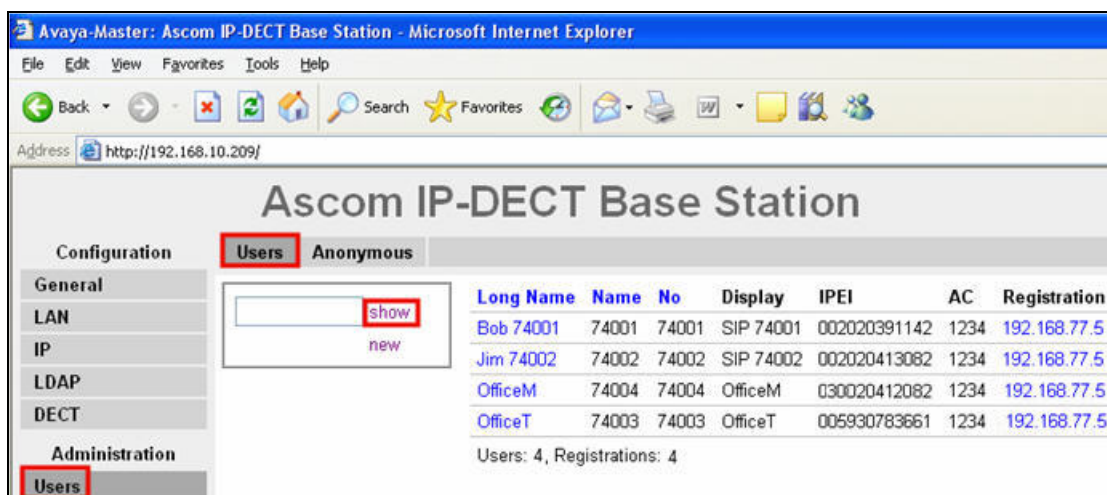 Avaya-Master: Ascom IP-DECT Base Station - Microsoft Internet Explorer
File Edit View Favorites Tools Help
Back Search Favorites
Address http://192.168.10.209/
Ascom IP-DECT Base Station
Configuration
General
LAN
IP
LDAP
DECT
Administration
Users
Users Anonymous
show
new
Long Name Name No Display IPEI AC Registration
Bob 74001 74001 74001 SIP 74001 002020391142 1234 192.168.77.5
Jim 74002 74002 74002 SIP 74002 002020413082 1234 192.168.77.5
OfficeM 74004 74004 OfficeM 030020412082 1234 192.168.77.5
OfficeT 74003 74003 OfficeT 005930783661 1234 192.168.77.5
Users: 4, Registrations: 4